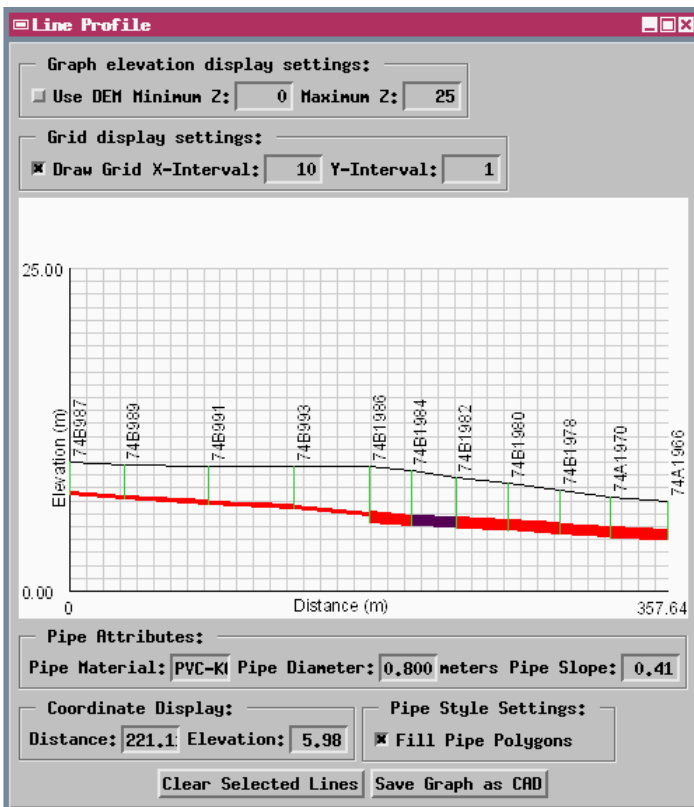 Line Profile
Graph elevation display settings:
Use DEM Minimum Z: 0 Maximum Z: 25
Grid display settings:
Draw Grid X-Interval: 10 Y-Interval: 1
25.00
Elevation (m)
74B987
74B989
74B991
74B993
74B1986
74B1984
74B1982
74B1980
74B1978
74A1970
74A1966
0.00
0 Distance (m) 357.64
Pipe Attributes:
Pipe Material: PVC-K Pipe Diameter: 0.800 meters Pipe Slope: 0.41
Coordinate Display:
Distance: 221.1 Elevation: 5.98
Pipe Style Settings:
Fill Pipe Polygons
Clear Selected Lines Save Graph as CAD